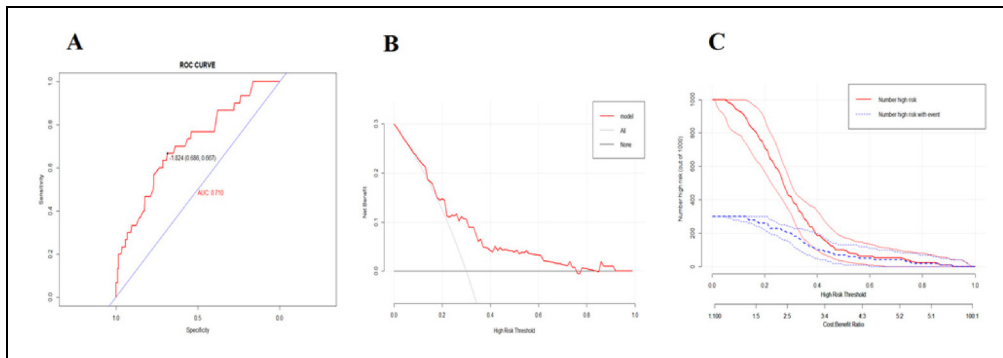 A
ROC CURVE
Sensitivity
1.0
0.8
0.6
0.4
0.2
0.0
-1.824 (0.686, 0.667)
AUC: 0.710
1.0 0.5 0.0
Specificity
B
model
All
None
Net Benefit
0.3
0.2
0.1
0.0
0.0 0.2 0.4 0.6 0.8 1.0
High Risk Threshold
C
Number high risk
Number high risk with event
Number high risk (out of 1000)
1000
800
600
400
200
0
0.0 0.2 0.4 0.6 0.8 1.0
High Risk Threshold
1:100 1:5 2:5 3:4 4:3 5:2 5:1 100:1
Cost:Benefit Ratio